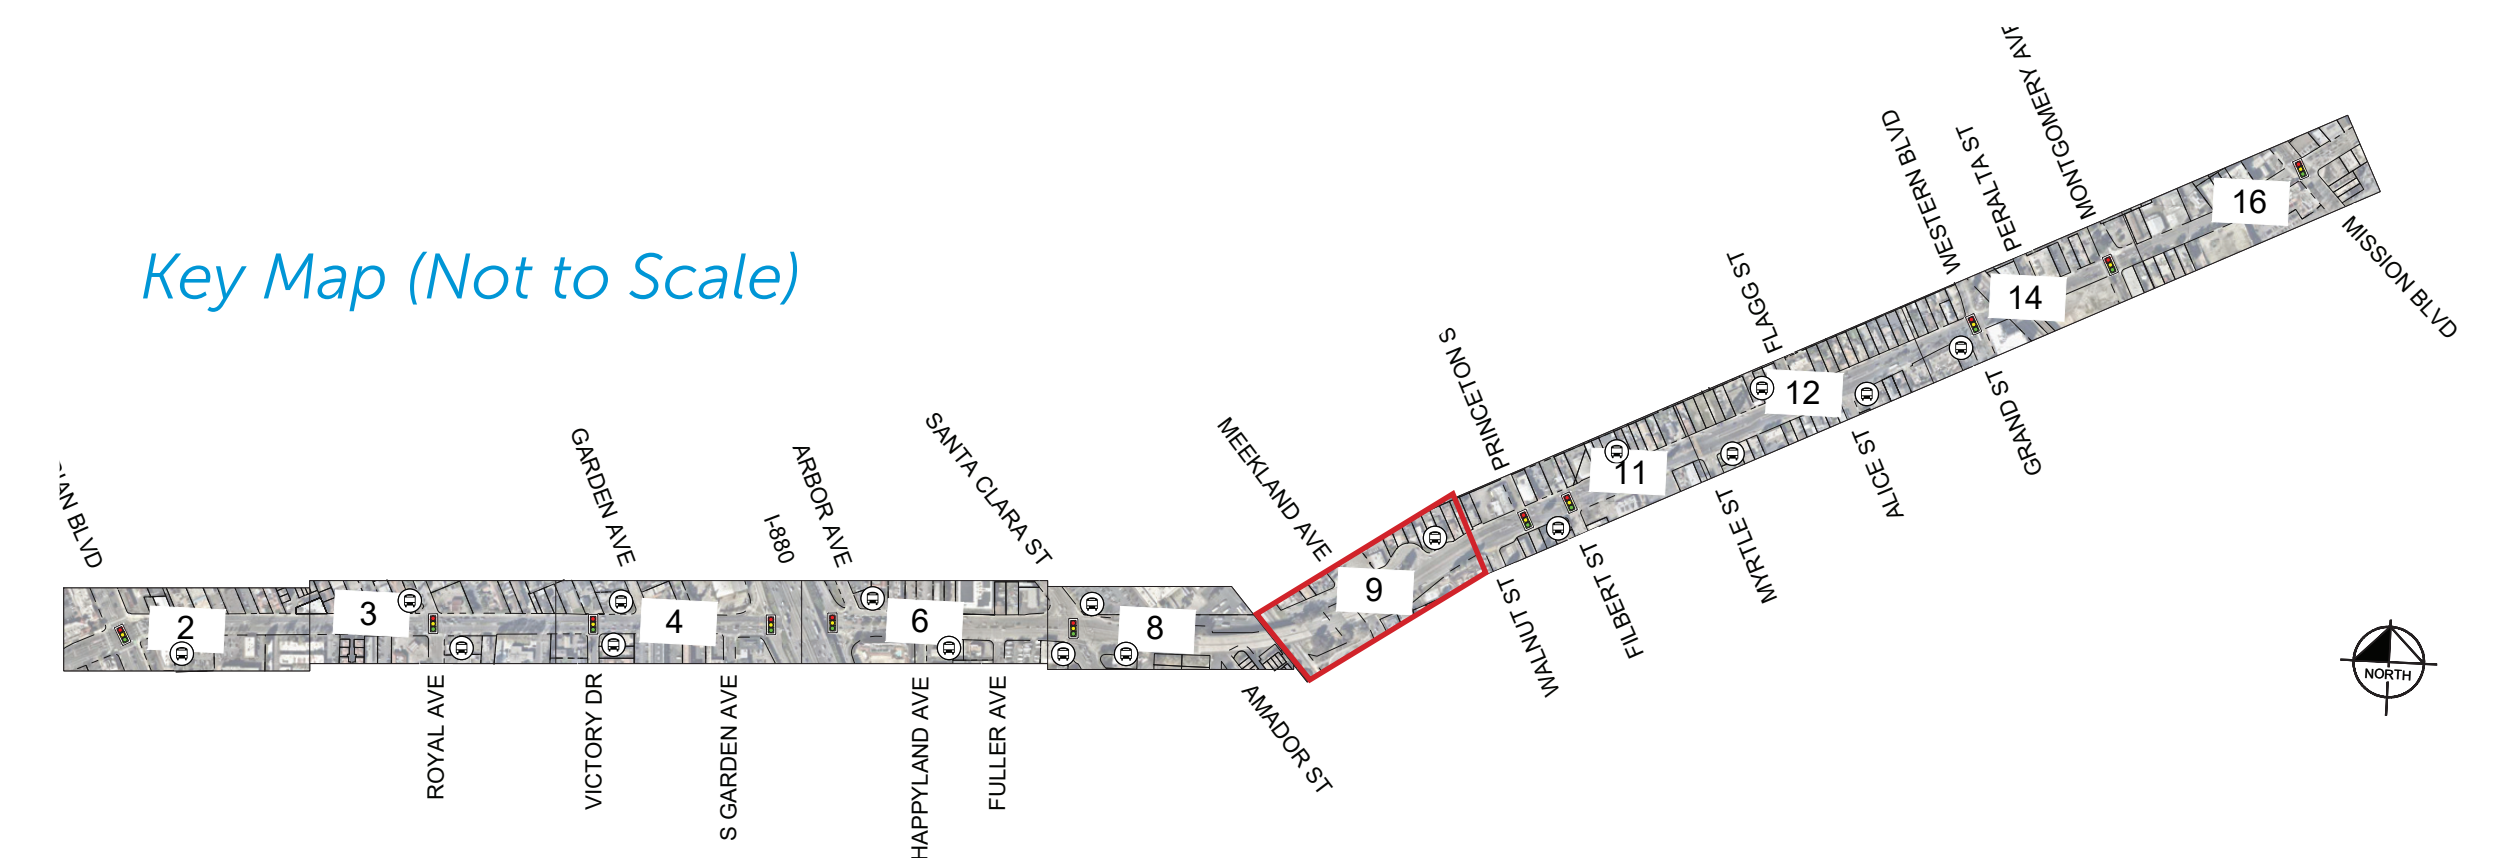 Key Map (Not to Scale)
BLVD
ROYAL AVE
GARDEN AVE
VICTORY DR
S GARDEN AVE
I-880
ARBOR AVE
HAPPYLAND AVE
FULLER AVE
SANTA CLARA ST
AMADOR ST
MEEKLAND AVE
PRINCETON S
WALNUT ST
FILBERT ST
MYRTLE ST
FLAGG ST
ALICE ST
WESTERN BLVD
GRAND ST
PERALTA ST
MONTGOMERY AVE
MISSION BLVD
2
3
4
6
8
9
11
12
14
16
NORTH